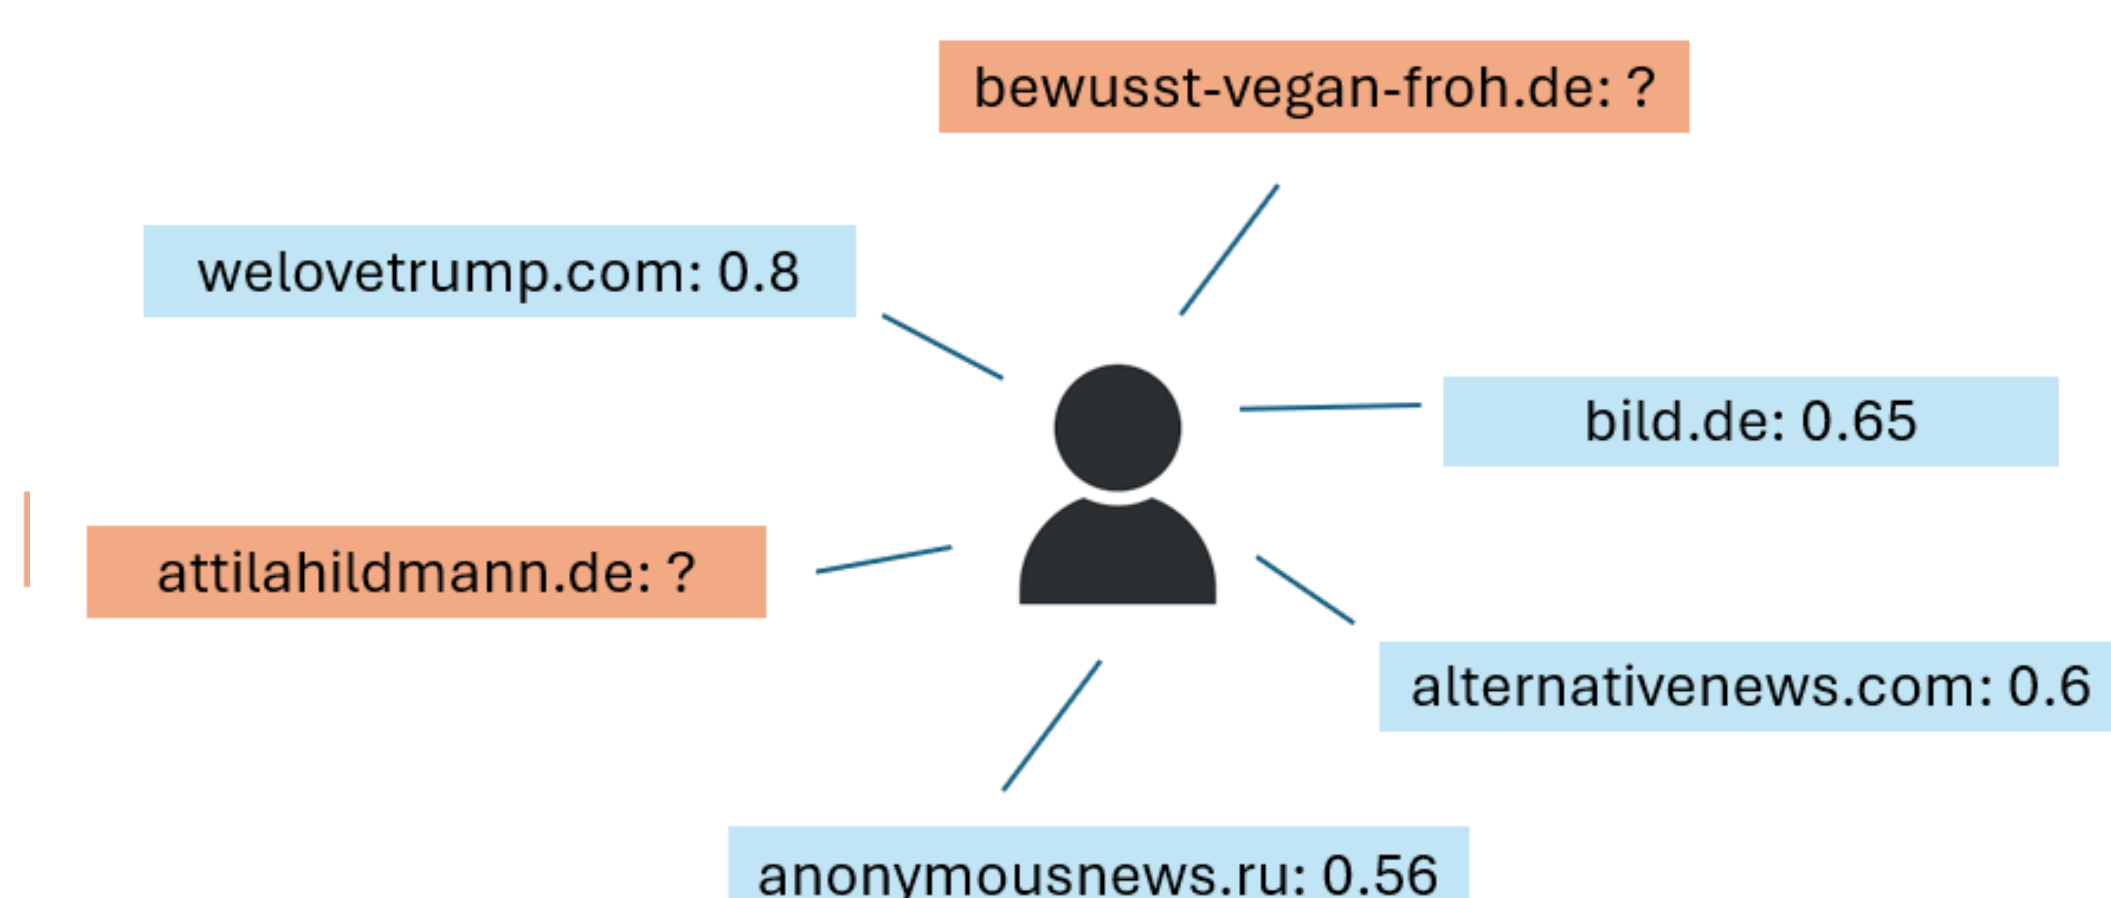 bewusst-vegan-froh.de: ?
welovetrump.com: 0.8
bild.de: 0.65
attilahildmann.de: ?
alternativenews.com: 0.6
anonymousnews.ru: 0.56